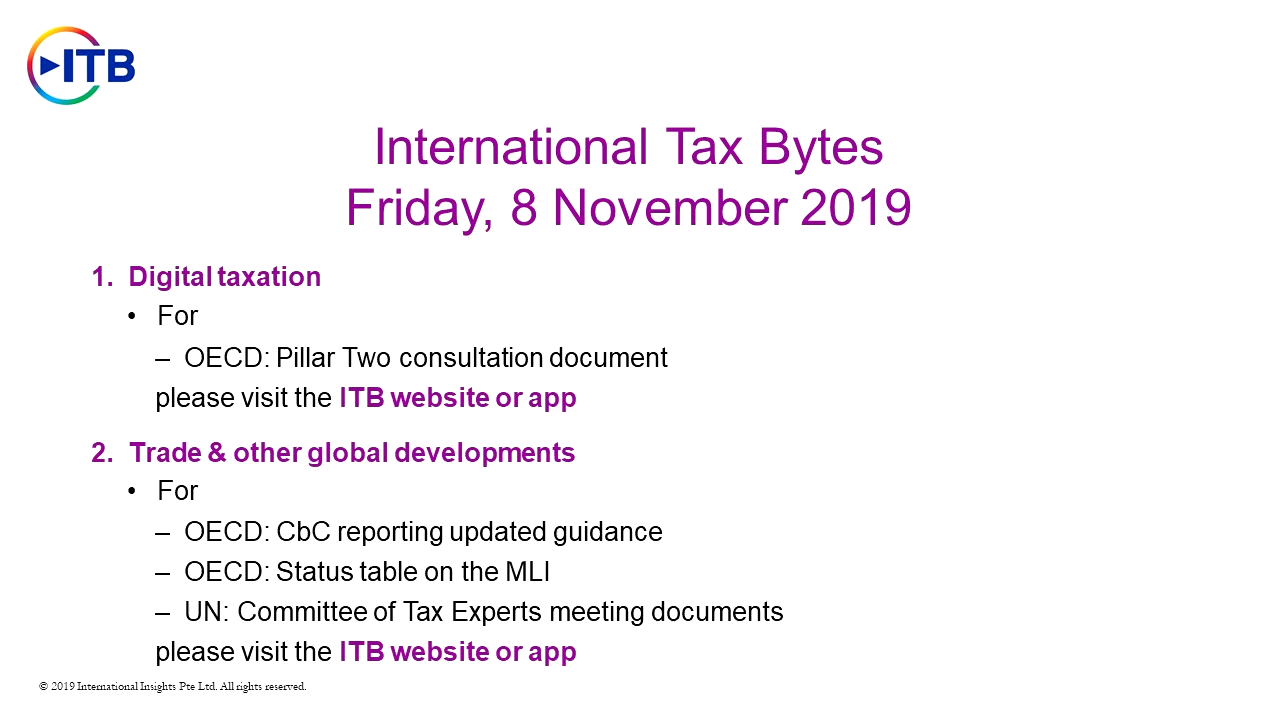 ITB
International Tax Bytes
Friday, 8 November 2019
1. Digital taxation
• For
– OECD: Pillar Two consultation document
please visit the ITB website or app
2. Trade & other global developments
• For
– OECD: CbC reporting updated guidance
– OECD: Status table on the MLI
– UN: Committee of Tax Experts meeting documents
please visit the ITB website or app
© 2019 International Insights Pte Ltd. All rights reserved.